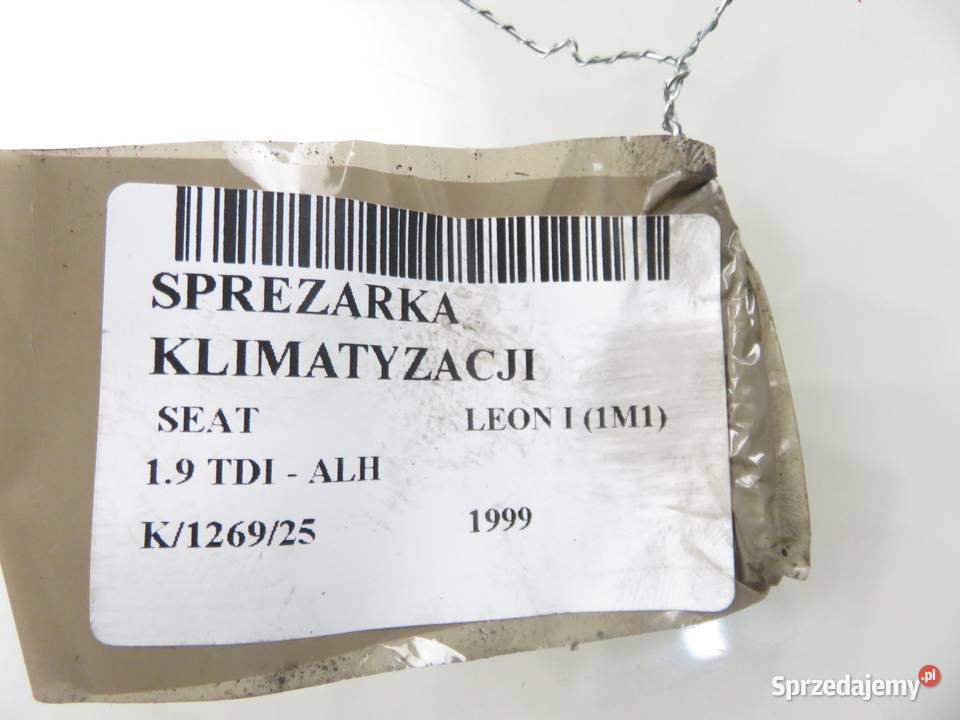 SPREZARKA
KLIMATYZACJI
SEAT LEON I (1M1)
1.9 TDI - ALH
K/1269/25 1999
Sprzedajemy.pl